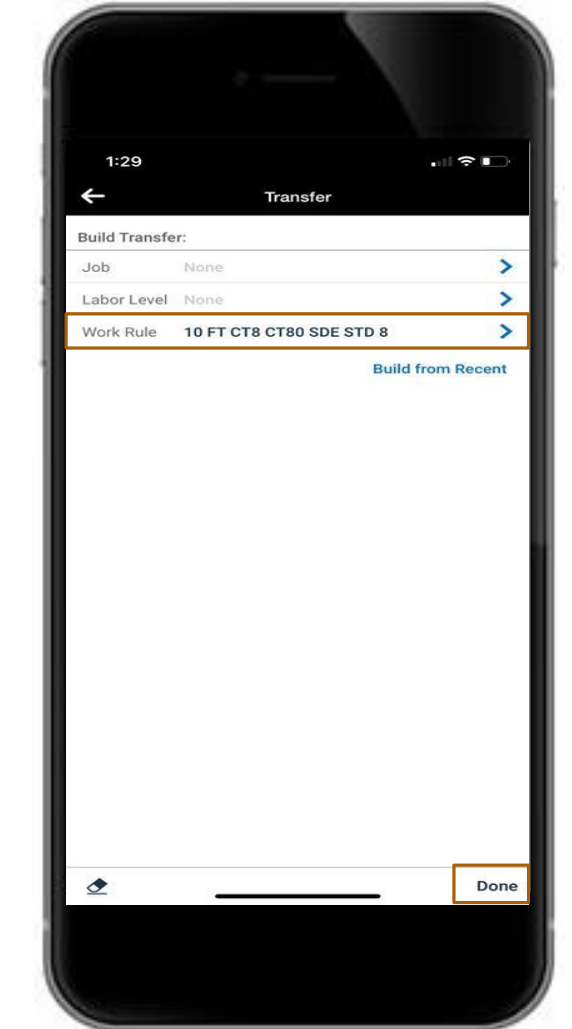 1:29
Transfer
Build Transfer:
Job None
Labor Level None
Work Rule 10 FT CT8 CT80 SDE STD 8
Build from Recent
Done